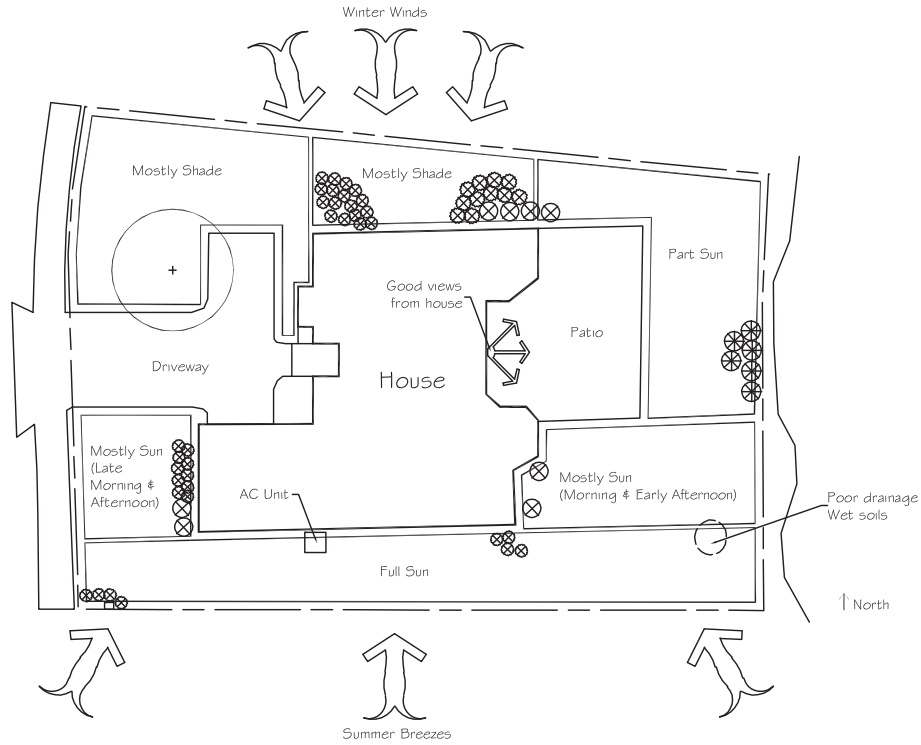 Winter Winds
Mostly Shade
Mostly Shade
Part Sun
Good views
from house
Patio
Driveway
House
Mostly Sun
(Late
Morning &
Afternoon)
AC Unit
Mostly Sun
(Morning & Early Afternoon)
Poor drainage
Wet soils
Full Sun
North
Summer Breezes